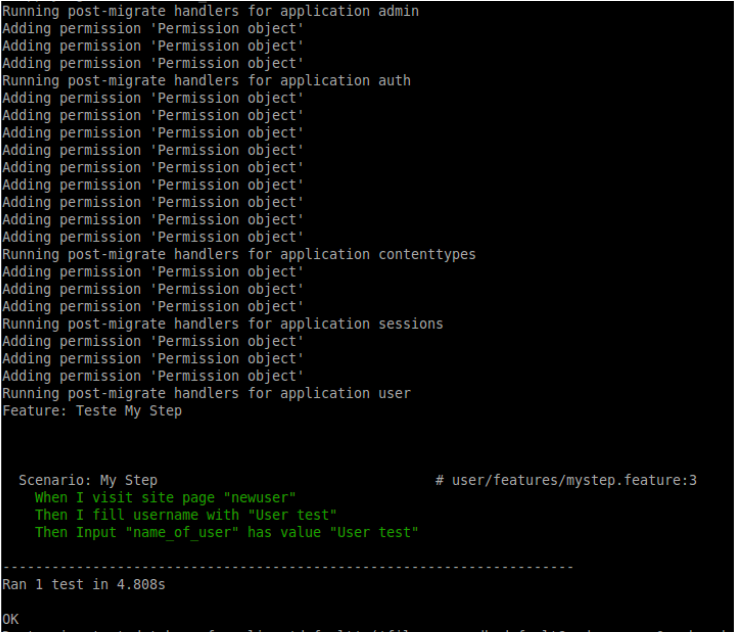 Running post-migrate handlers for application admin
Adding permission 'Permission object'
Adding permission 'Permission object'
Adding permission 'Permission object'
Running post-migrate handlers for application auth
Adding permission 'Permission object'
Adding permission 'Permission object'
Adding permission 'Permission object'
Adding permission 'Permission object'
Adding permission 'Permission object'
Adding permission 'Permission object'
Adding permission 'Permission object'
Adding permission 'Permission object'
Adding permission 'Permission object'
Running post-migrate handlers for application contenttypes
Adding permission 'Permission object'
Adding permission 'Permission object'
Adding permission 'Permission object'
Running post-migrate handlers for application sessions
Adding permission 'Permission object'
Adding permission 'Permission object'
Adding permission 'Permission object'
Running post-migrate handlers for application user
Feature: Teste My Step
Scenario: My Step # user/features/mystep.feature:3
When I visit site page "newuser"
Then I fill username with "User test"
Then Input "name_of_user" has value "User test"
----------------------------------------------------------------------
Ran 1 test in 4.808s
OK